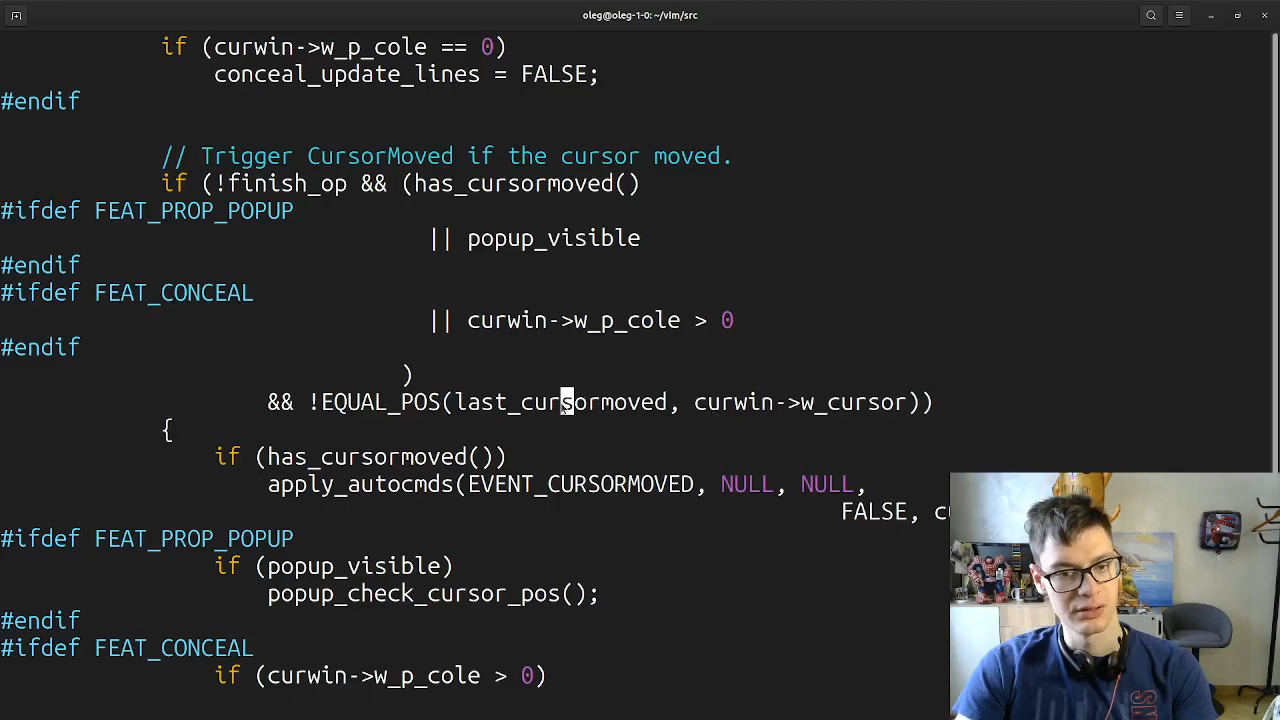 oleg@oleg-1-0: ~/vim/src
if (curwin->w_p_cole == 0)
conceal_update_lines = FALSE;
#endif
// Trigger CursorMoved if the cursor moved.
if (!finish_op && (has_cursormoved()
#ifdef FEAT_PROP_POPUP
|| popup_visible
#endif
#ifdef FEAT_CONCEAL
|| curwin->w_p_cole > 0
#endif
)
&& !EQUAL_POS(last_cursormoved, curwin->w_cursor))
{
if (has_cursormoved())
apply_autocmds(EVENT_CURSORMOVED, NULL, NULL,
FALSE,
#ifdef FEAT_PROP_POPUP
if (popup_visible)
popup_check_cursor_pos();
#endif
#ifdef FEAT_CONCEAL
if (curwin->w_p_cole > 0)